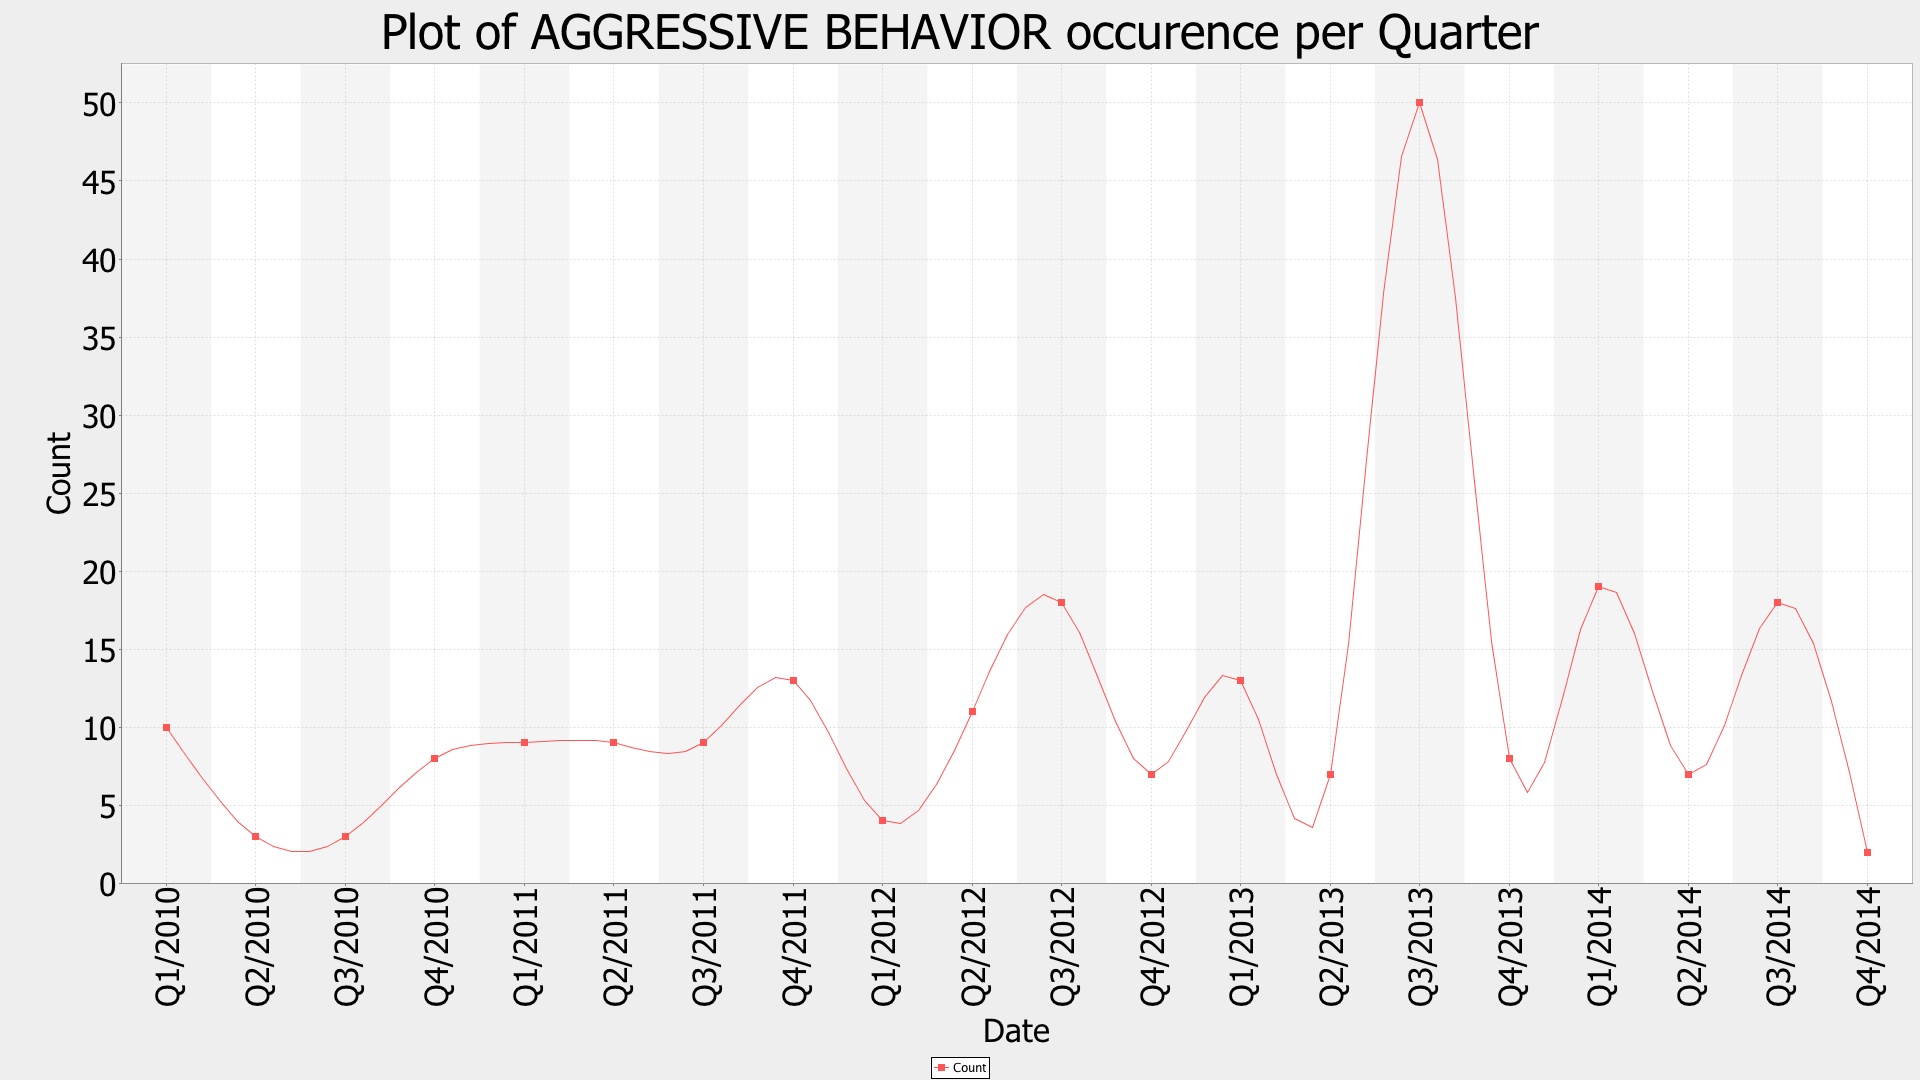 Plot of AGGRESSIVE BEHAVIOR occurence per Quarter
50
45
40
35
30
25
20
15
10
5
0
Count
Q1/2010
Q2/2010
Q3/2010
Q4/2010
Q1/2011
Q2/2011
Q3/2011
Q4/2011
Q1/2012
Q2/2012
Q3/2012
Q4/2012
Q1/2013
Q2/2013
Q3/2013
Q4/2013
Q1/2014
Q2/2014
Q3/2014
Q4/2014
Date
Count